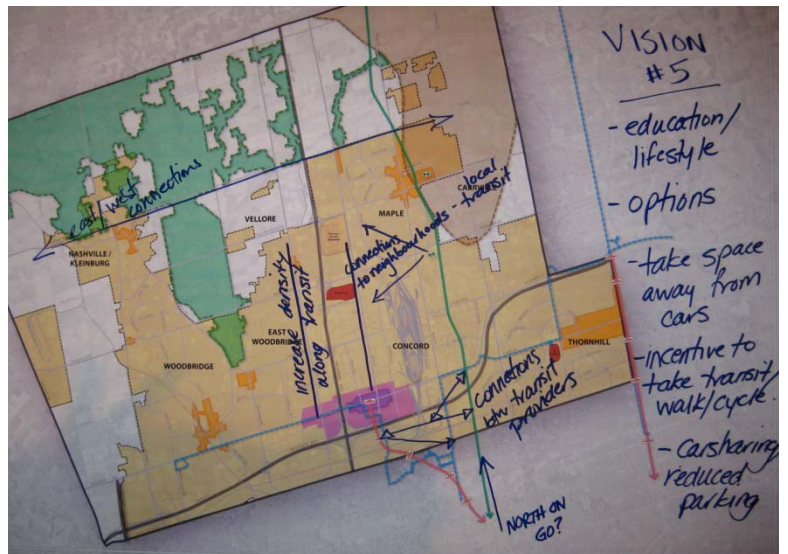 VISION
#5
- education/
lifestyle
- options
- take space
away from
cars
- incentive to
take transit/
walk/cycle.
- Carsharing/
reduced
parking
east/west
connections
NASHVILLE /
KLEINBURG
VELLORE
MAPLE
connections
to neighbourhoods - local
transit
increase density
along transit
EAST
WOODBRIDGE
WOODBRIDGE
CONCORD
THORNHILL
connections
btw transit
providers
NORTH ON
GO?